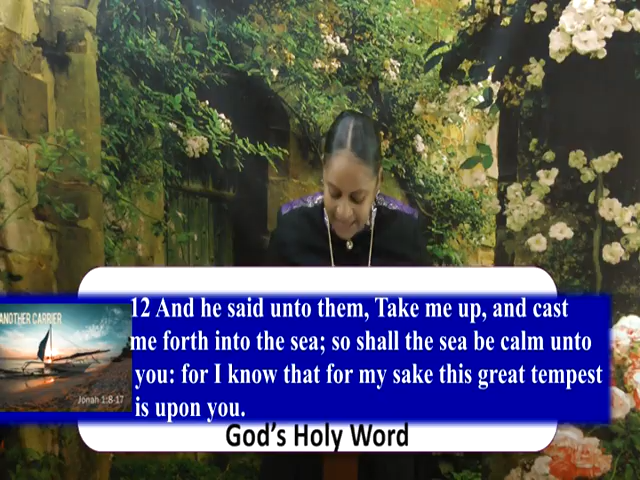 ANOTHER CARRIER
Jonah 1:8-17
12 And he said unto them, Take me up, and cast
me forth into the sea; so shall the sea be calm unto
you: for I know that for my sake this great tempest
is upon you.
God's Holy Word